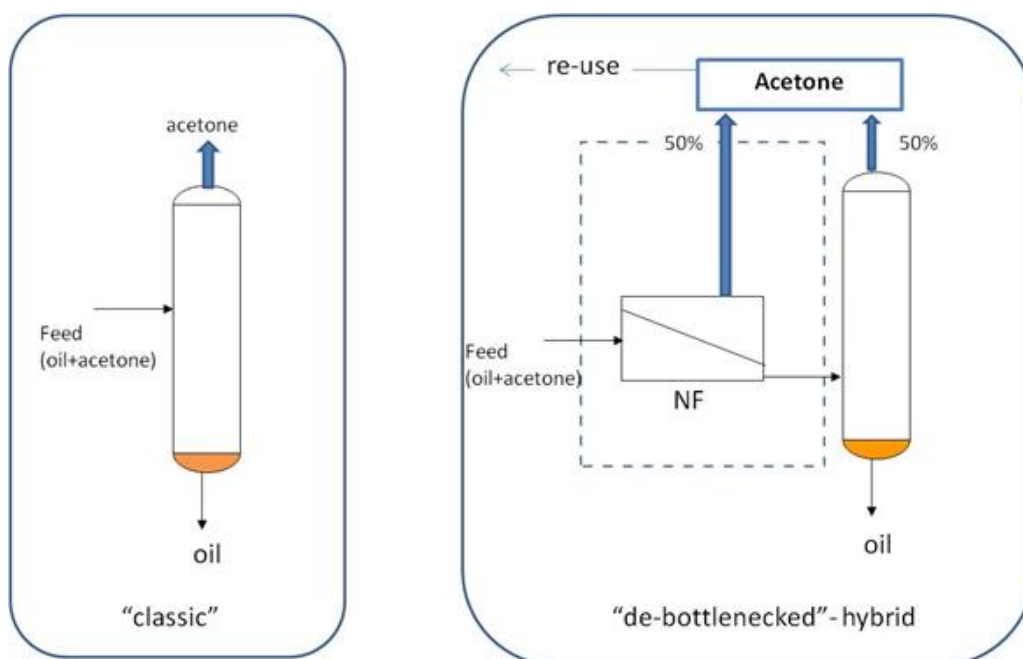 acetone
Feed
(oil+acetone)
oil
“classic”
re-use
Acetone
50%
50%
Feed
(oil+acetone)
NF
oil
“de-bottlenecked”- hybrid